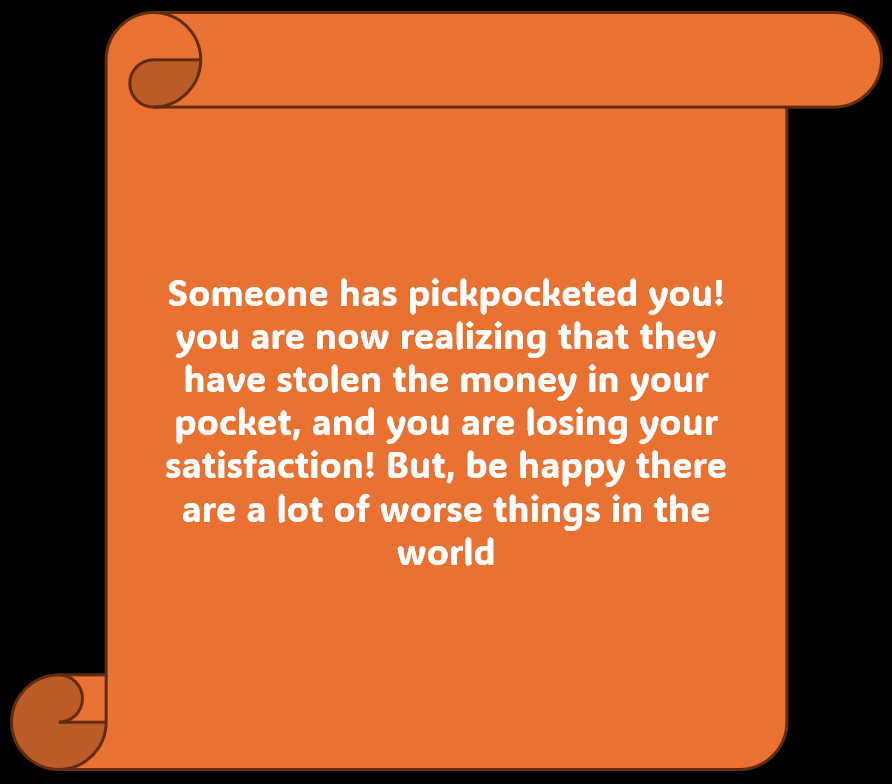 Someone has pickpocketed you!
you are now realizing that they
have stolen the money in your
pocket, and you are losing your
satisfaction! But, be happy there
are a lot of worse things in the
world